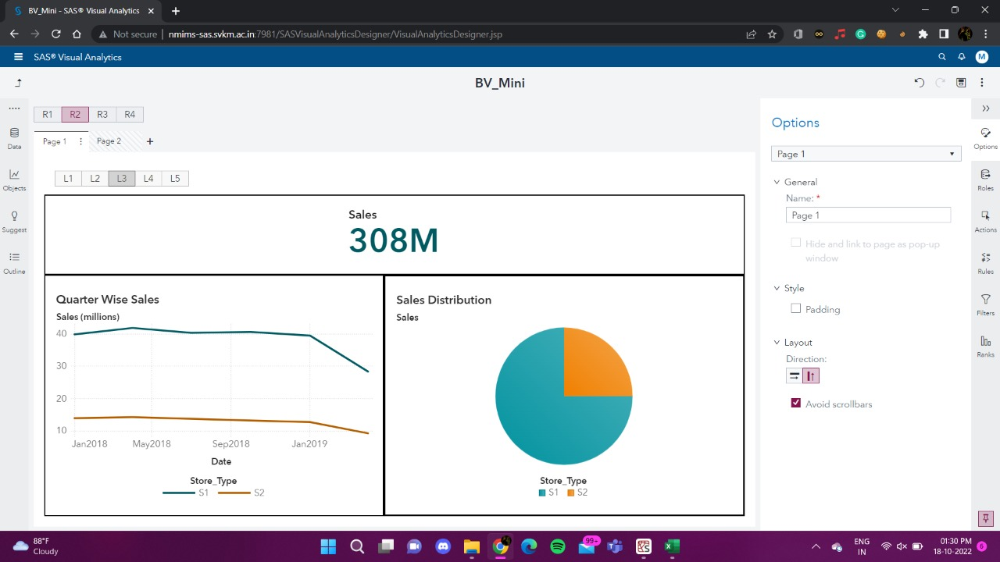 BV_Mini - SAS® Visual Analytics
Not secure | nmims-sas.svkm.ac.in:7981/SASVisualAnalyticsDesigner/VisualAnalyticsDesigner.jsp
SAS® Visual Analytics
M
BV_Mini
R1 R2 R3 R4
Page 1 Page 2
Data
Objects
Suggest
Outline
L1 L2 L3 L4 L5
Sales
308M
Quarter Wise Sales
Sales (millions)
40
30
20
10
Jan2018 May2018 Sep2018 Jan2019
Date
Store_Type
S1 S2
Sales Distribution
Sales
Store_Type
S1 S2
Options
Page 1
General
Name: *
Page 1
Hide and link to page as pop-up
window
Style
Padding
Layout
Direction:
Avoid scrollbars
Options
Roles
Actions
Rules
Filters
Ranks
88°F
Cloudy
99+
ENG
IN
01:30 PM
18-10-2022
6